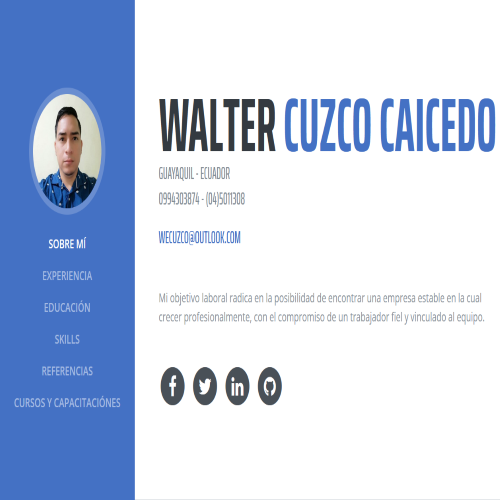 SOBRE MÍ
EXPERIENCIA
EDUCACIÓN
SKILLS
REFERENCIAS
CURSOS Y CAPACITACIÓNES
WALTER CUZCO CAICEDO
GUAYAQUIL - ECUADOR
0994303874 - (04)5011308
WECUZCO@OUTLOOK.COM
Mi objetivo laboral radica en la posibilidad de encontrar una empresa estable en la cual
crecer profesionalmente, con el compromiso de un trabajador fiel y vinculado al equipo.